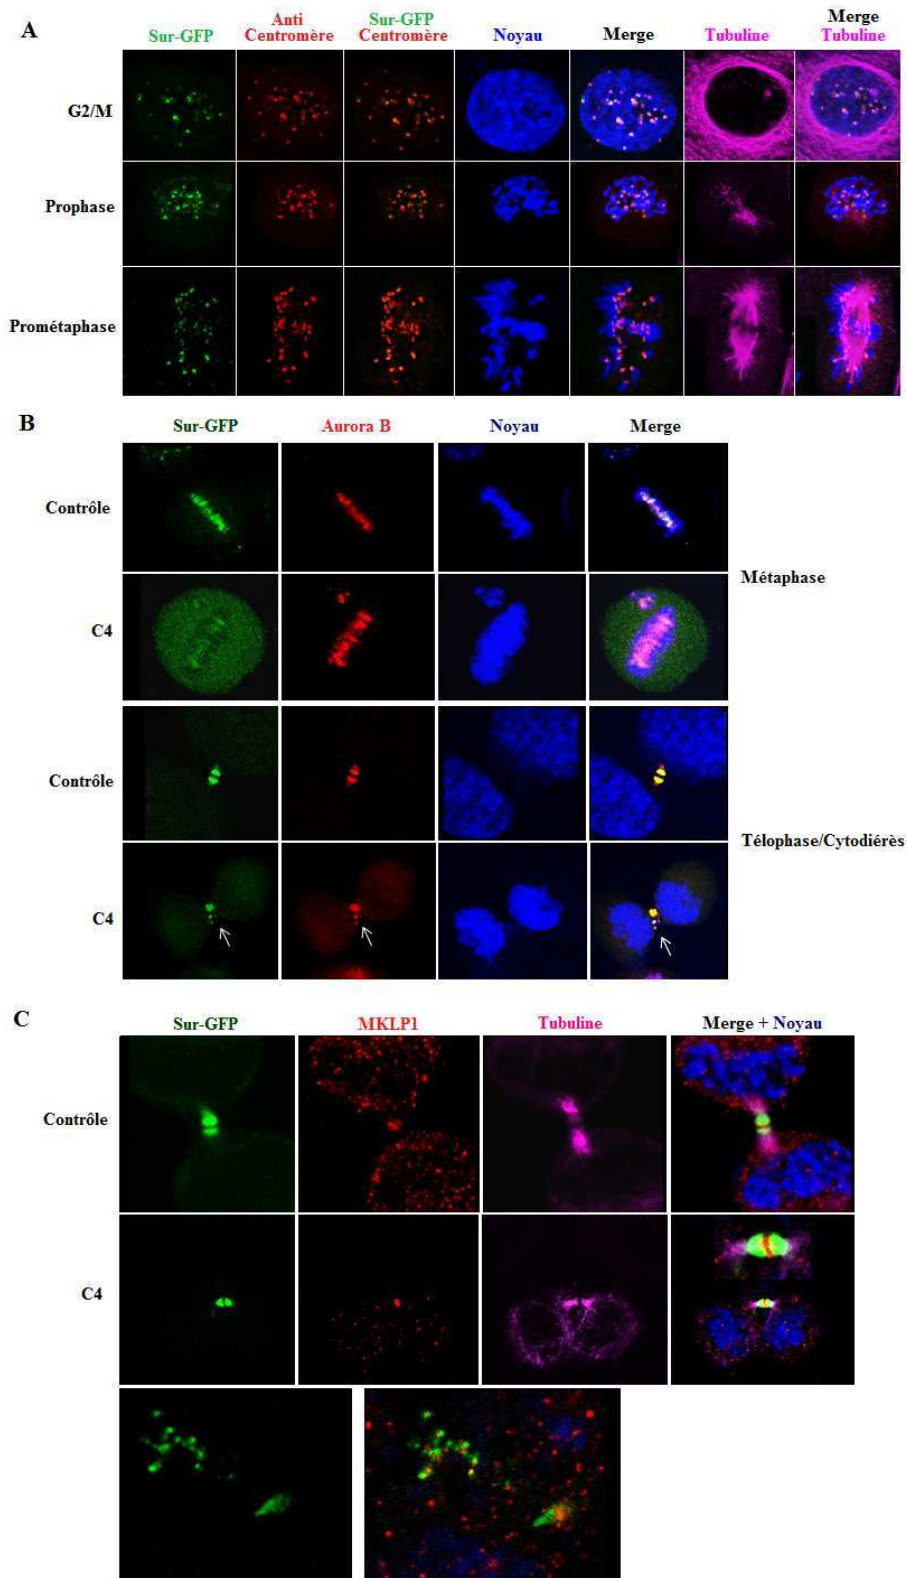 A
Sur-GFP
Anti
Centromère
Sur-GFP
Centromère
Noyau
Merge
Tubuline
Merge
Tubuline
G2/M
Prophase
Prométaphase
B
Sur-GFP
Aurora B
Noyau
Merge
Contrôle
Métaphase
C4
Contrôle
Télophase/Cytodiérès
C4
C
Sur-GFP
MKLP1
Tubuline
Merge + Noyau
Contrôle
C4